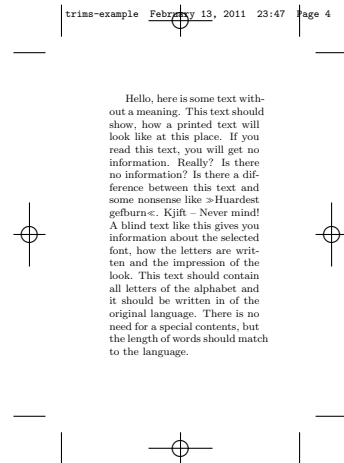 trims-example February 13, 2011 23:47 Page 4
Hello, here is some text with-
out a meaning. This text should
show, how a printed text will
look like at this place. If you
read this text, you will get no
information. Really? Is there
no information? Is there a dif-
ference between this text and
some nonsense like ≫Huardest
gefburn≪. Kjift – Never mind!
A blind text like this gives you
information about the selected
font, how the letters are writ-
ten and the impression of the
look. This text should contain
all letters of the alphabet and
it should be written in of the
original language. There is no
need for a special contents, but
the length of words should match
to the language.